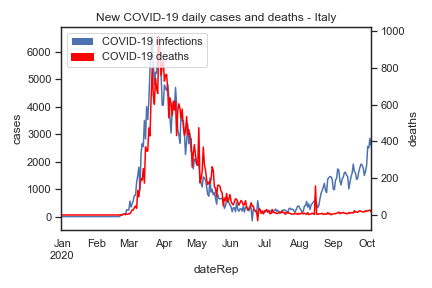 New COVID-19 daily cases and deaths - Italy
COVID-19 infections
COVID-19 deaths
6000
5000
4000
3000
2000
1000
0
cases
1000
800
600
400
200
0
deaths
Jan Feb Mar Apr May Jun Jul Aug Sep Oct
2020
dateRep